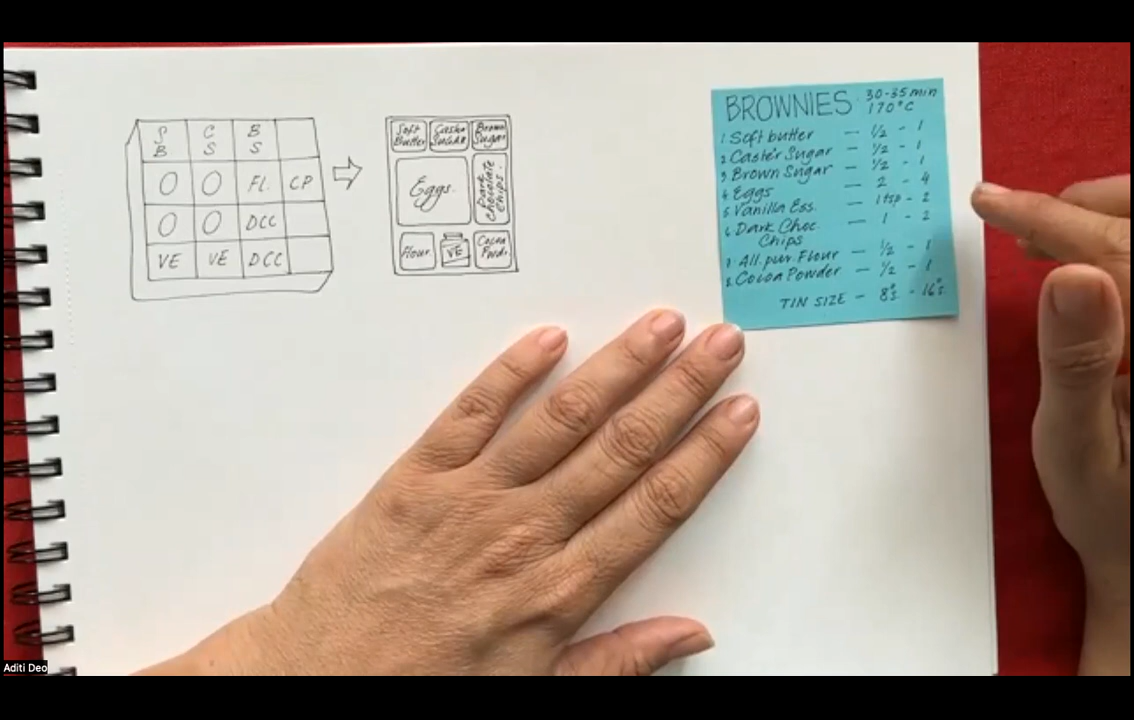 S
B
C
S
B
S
O
O
Fl.
CP
O
O
DCC
VE
VE
DCC
Soft
Butter
Caster
Sugar
Brown
Sugar
Eggs.
Dark
Chocolate
Chips.
Flour
VE
Cocoa
Powd.
BROWNIES. 30-35 min
170°C
1 Soft butter — 1/2 - 1
2 Caster Sugar — 1/2 - 1
3 Brown Sugar — 1/2 - 1
4 Eggs — 2 - 4
5 Vanilla Ess. — 1 tsp - 2
6 Dark Choc. — 1 - 2
Chips
7 All. pur. Flour — 1/2 - 1
8 Cocoa Powder — 1/2 - 1
TIN SIZE — 8"s - 16"s.
Aditi Deo